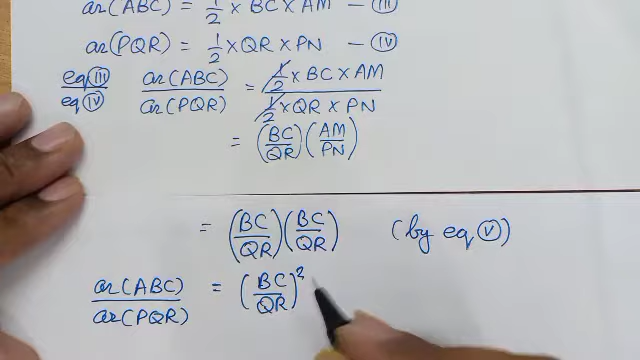 ar(ABC) = 1/2 × BC × AM — (III)
ar(PQR) = 1/2 × QR × PN — (IV)
eq (III)/eq (IV) ar(ABC)/ar(PQR) = (1/2 × BC × AM)/(1/2 × QR × PN)
= (BC/QR)(AM/PN)
= (BC/QR)(BC/QR) (by eq (V))
ar(ABC)/ar(PQR) = (BC/QR)²